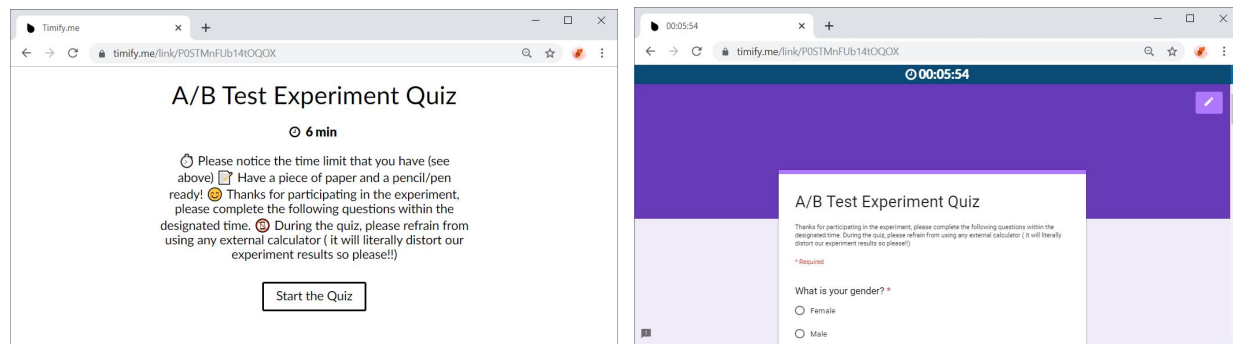 Timify.me
timify.me/link/P0STMnFUb14tOQOX
A/B Test Experiment Quiz
6 min
Please notice the time limit that you have (see
above) 📝 Have a piece of paper and a pencil/pen
ready! 😊 Thanks for participating in the experiment,
please complete the following questions within the
designated time. 📵 During the quiz, please refrain from
using any external calculator ( it will literally distort our
experiment results so please!!)
Start the Quiz
00:05:54
timify.me/link/P0STMnFUb14tOQOX
00:05:54
A/B Test Experiment Quiz
Thanks for participating in the experiment, please complete the following questions within the
designated time. During the quiz, please refrain from using any external calculator ( it will literally
distort our experiment results so please!!)
* Required
What is your gender? *
Female
Male